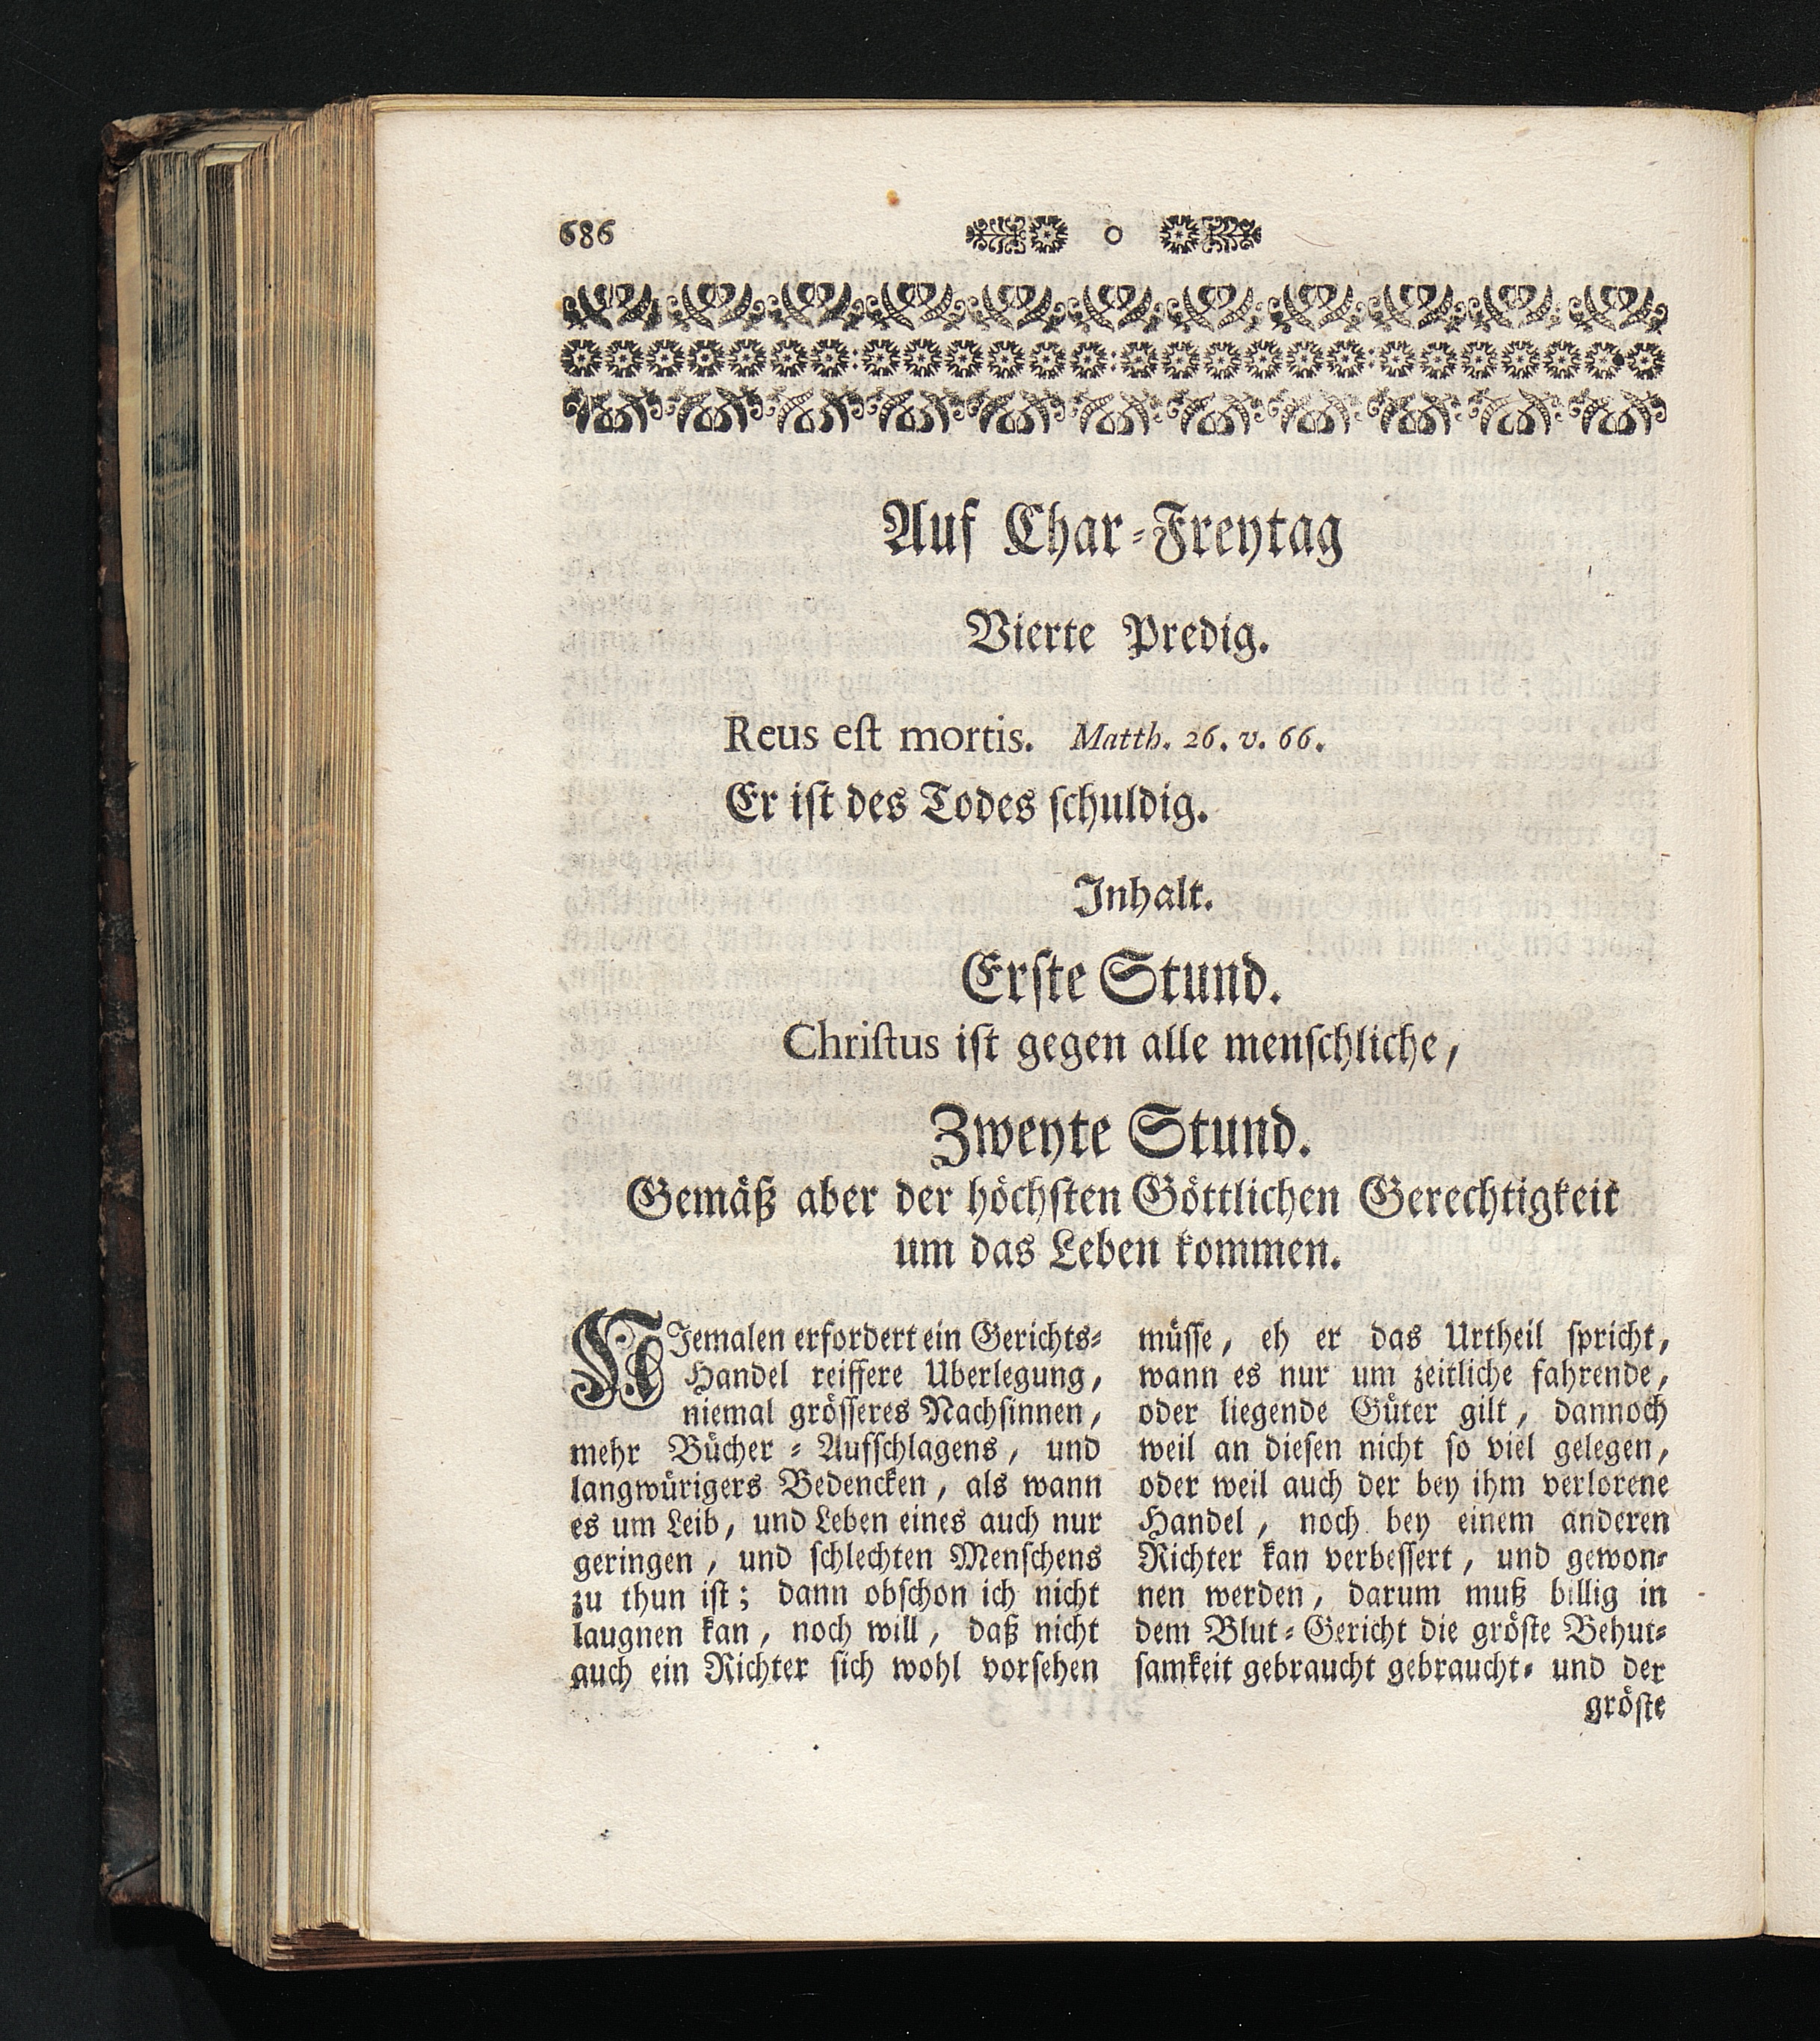 686
o
Auf Char-Freytag
Vierte Predig.
Reus eſt mortis. Matth. 26. v. 66.
Er iſt des Todes ſchuldig.
Inhalt.
Erſte Stund.
Chriſtus iſt gegen alle menſchliche,
Zweyte Stund.
Gemäß aber der höchſten Göttlichen Gerechtigkeit
um das Leben kommen.
NJemalen erfordert ein Gerichts-
Handel reiffere Uberlegung,
niemal gröſſeres Nachſinnen,
mehr Bücher-Aufſchlagens, und
langwürigers Bedencken, als wann
es um Leib, und Leben eines auch nur
geringen, und ſchlechten Menſchens
zu thun iſt; dann obſchon ich nicht
laugnen kan, noch will, daß nicht
auch ein Richter ſich wohl vorſehen
müſſe, eh er das Urtheil ſpricht,
wann es nur um zeitliche fahrende,
oder liegende Güter gilt, dannoch
weil an dieſen nicht ſo viel gelegen,
oder weil auch der bey ihm verlorene
Handel, noch bey einem anderen
Richter kan verbeſſert, und gewon-
nen werden, darum muß billig in
dem Blut-Gericht die gröſte Behut-
ſamkeit gebraucht gebraucht- und der
gröſte